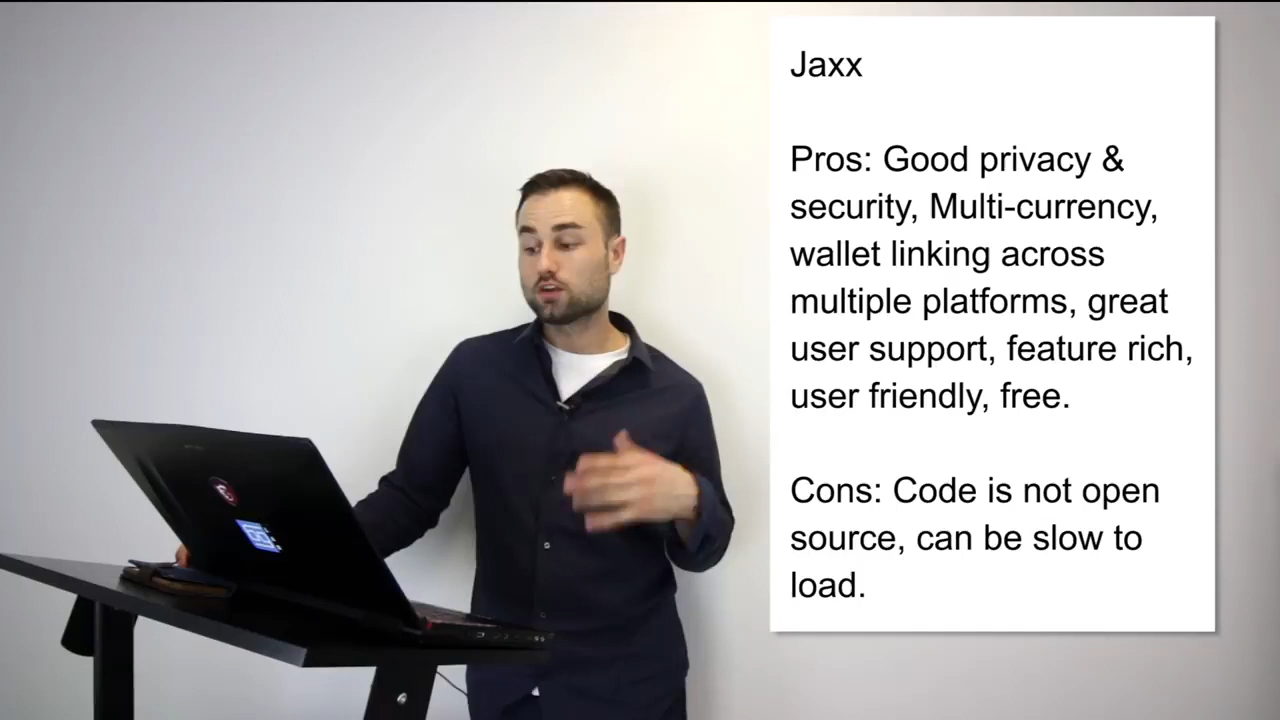 Jaxx
Pros: Good privacy &
security, Multi-currency,
wallet linking across
multiple platforms, great
user support, feature rich,
user friendly, free.
Cons: Code is not open
source, can be slow to
load.